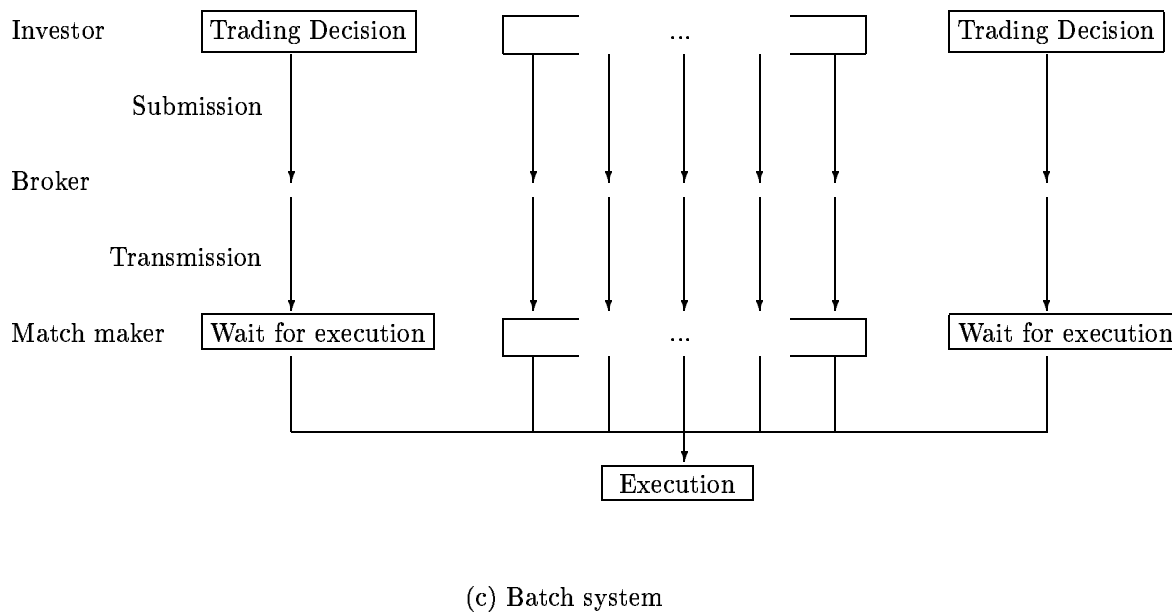 Investor Trading Decision ... Trading Decision
Submission
Broker
Transmission
Match maker Wait for execution ... Wait for execution
Execution
(c) Batch system